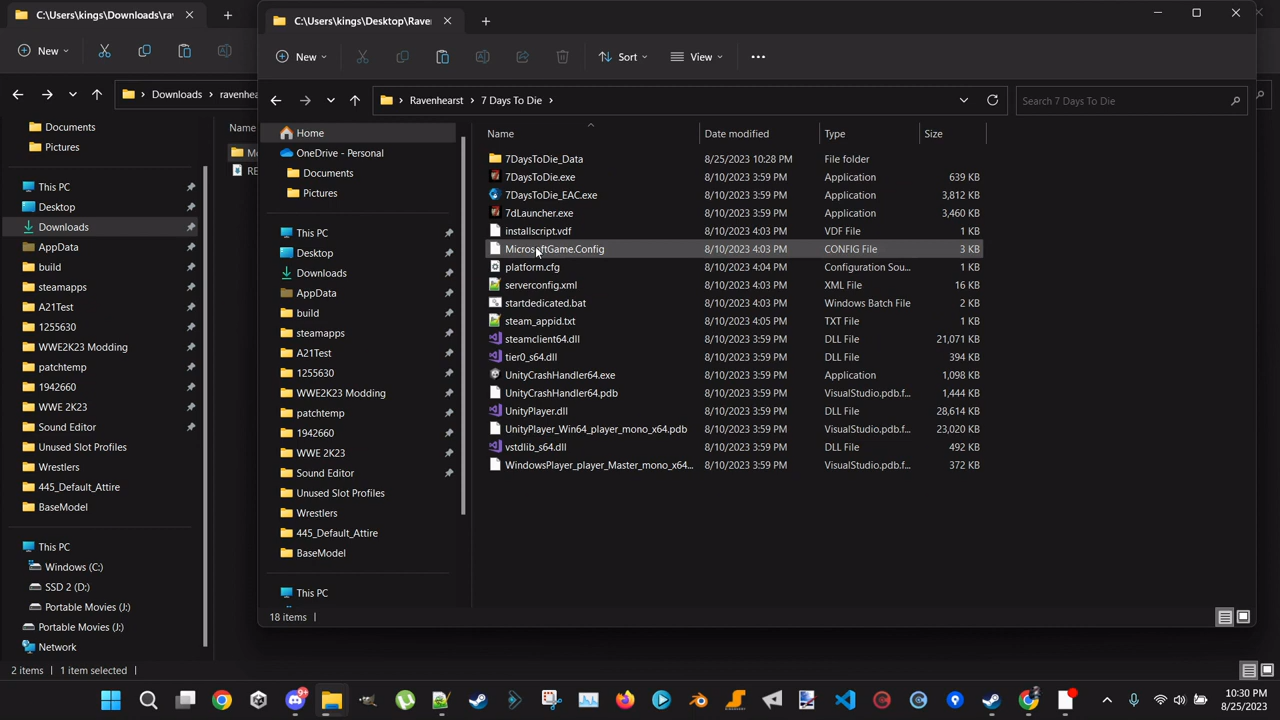 C:\Users\kings\Downloads\rav
C:\Users\kings\Desktop\Raver
New
New
Sort
View
Downloads
ravenhea
Ravenhearst
7 Days To Die
Search 7 Days To Die
Documents
Pictures
This PC
Desktop
Downloads
AppData
build
steamapps
A21Test
1255630
WWE2K23 Modding
patchtemp
1942660
WWE 2K23
Sound Editor
Unused Slot Profiles
Wrestlers
445_Default_Attire
BaseModel
This PC
Windows (C:)
SSD 2 (D:)
Portable Movies (J:)
Portable Movies (J:)
Network
2 items
1 item selected
Name
Mo
RE
Home
OneDrive - Personal
Documents
Pictures
This PC
Desktop
Downloads
AppData
build
steamapps
A21Test
1255630
WWE2K23 Modding
patchtemp
1942660
WWE 2K23
Sound Editor
Unused Slot Profiles
Wrestlers
445_Default_Attire
BaseModel
This PC
18 items
Name Date modified Type Size
7DaysToDie_Data 8/25/2023 10:28 PM File folder
7DaysToDie.exe 8/10/2023 3:59 PM Application 639 KB
7DaysToDie_EAC.exe 8/10/2023 3:59 PM Application 3,812 KB
7dLauncher.exe 8/10/2023 3:59 PM Application 3,460 KB
installscript.vdf 8/10/2023 4:03 PM VDF File 1 KB
MicrosoftGame.Config 8/10/2023 4:03 PM CONFIG File 3 KB
platform.cfg 8/10/2023 4:04 PM Configuration Sou... 1 KB
serverconfig.xml 8/10/2023 4:03 PM XML File 16 KB
startdedicated.bat 8/10/2023 4:03 PM Windows Batch File 2 KB
steam_appid.txt 8/10/2023 4:05 PM TXT File 1 KB
steamclient64.dll 8/10/2023 3:59 PM DLL File 21,071 KB
tier0_s64.dll 8/10/2023 3:59 PM DLL File 394 KB
UnityCrashHandler64.exe 8/10/2023 3:59 PM Application 1,098 KB
UnityCrashHandler64.pdb 8/10/2023 3:59 PM VisualStudio.pdb.f... 1,444 KB
UnityPlayer.dll 8/10/2023 3:59 PM DLL File 28,614 KB
UnityPlayer_Win64_player_mono_x64.pdb 8/10/2023 3:59 PM VisualStudio.pdb.f... 23,020 KB
vstdlib_s64.dll 8/10/2023 3:59 PM DLL File 492 KB
WindowsPlayer_player_Master_mono_x64... 8/10/2023 3:59 PM VisualStudio.pdb.f... 372 KB
10:30 PM
8/25/2023